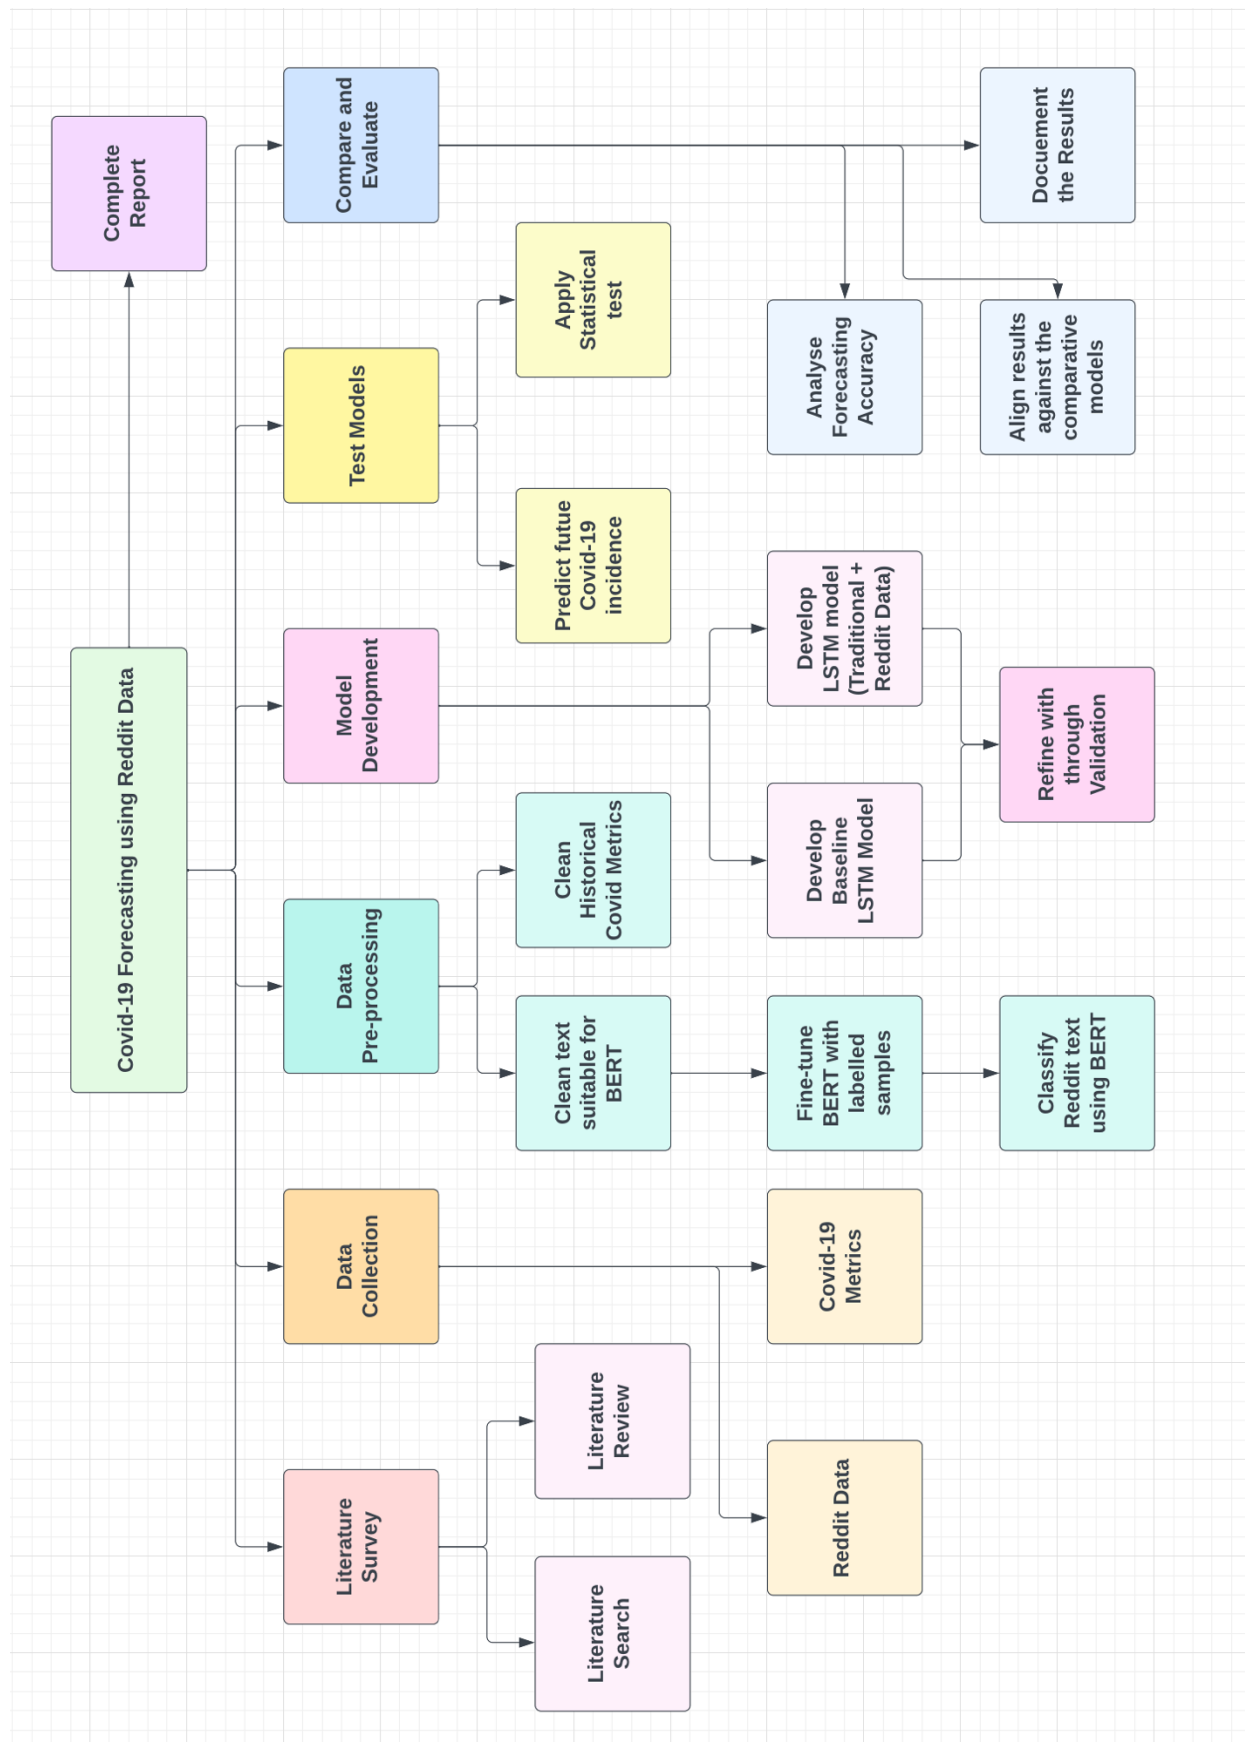 Covid-19 Forecasting using Reddit Data
Complete
Report
Literature
Survey
Data
Collection
Data
Pre-processing
Model
Development
Test Models
Compare and
Evaluate
Literature
Search
Literature
Review
Clean text
suitable for
BERT
Clean
Historical
Covid Metrics
Predict futue
Covid-19
incidence
Apply
Statistical
test
Reddit Data
Covid-19
Metrics
Fine-tune
BERT with
labelled
samples
Develop
Baseline
LSTM Model
Develop
LSTM model
(Traditional +
Reddit Data)
Analyse
Forecasting
Accuracy
Classify
Reddit text
using BERT
Refine with
through
Validation
Align results
against the
comparative
models
Docuement
the Results